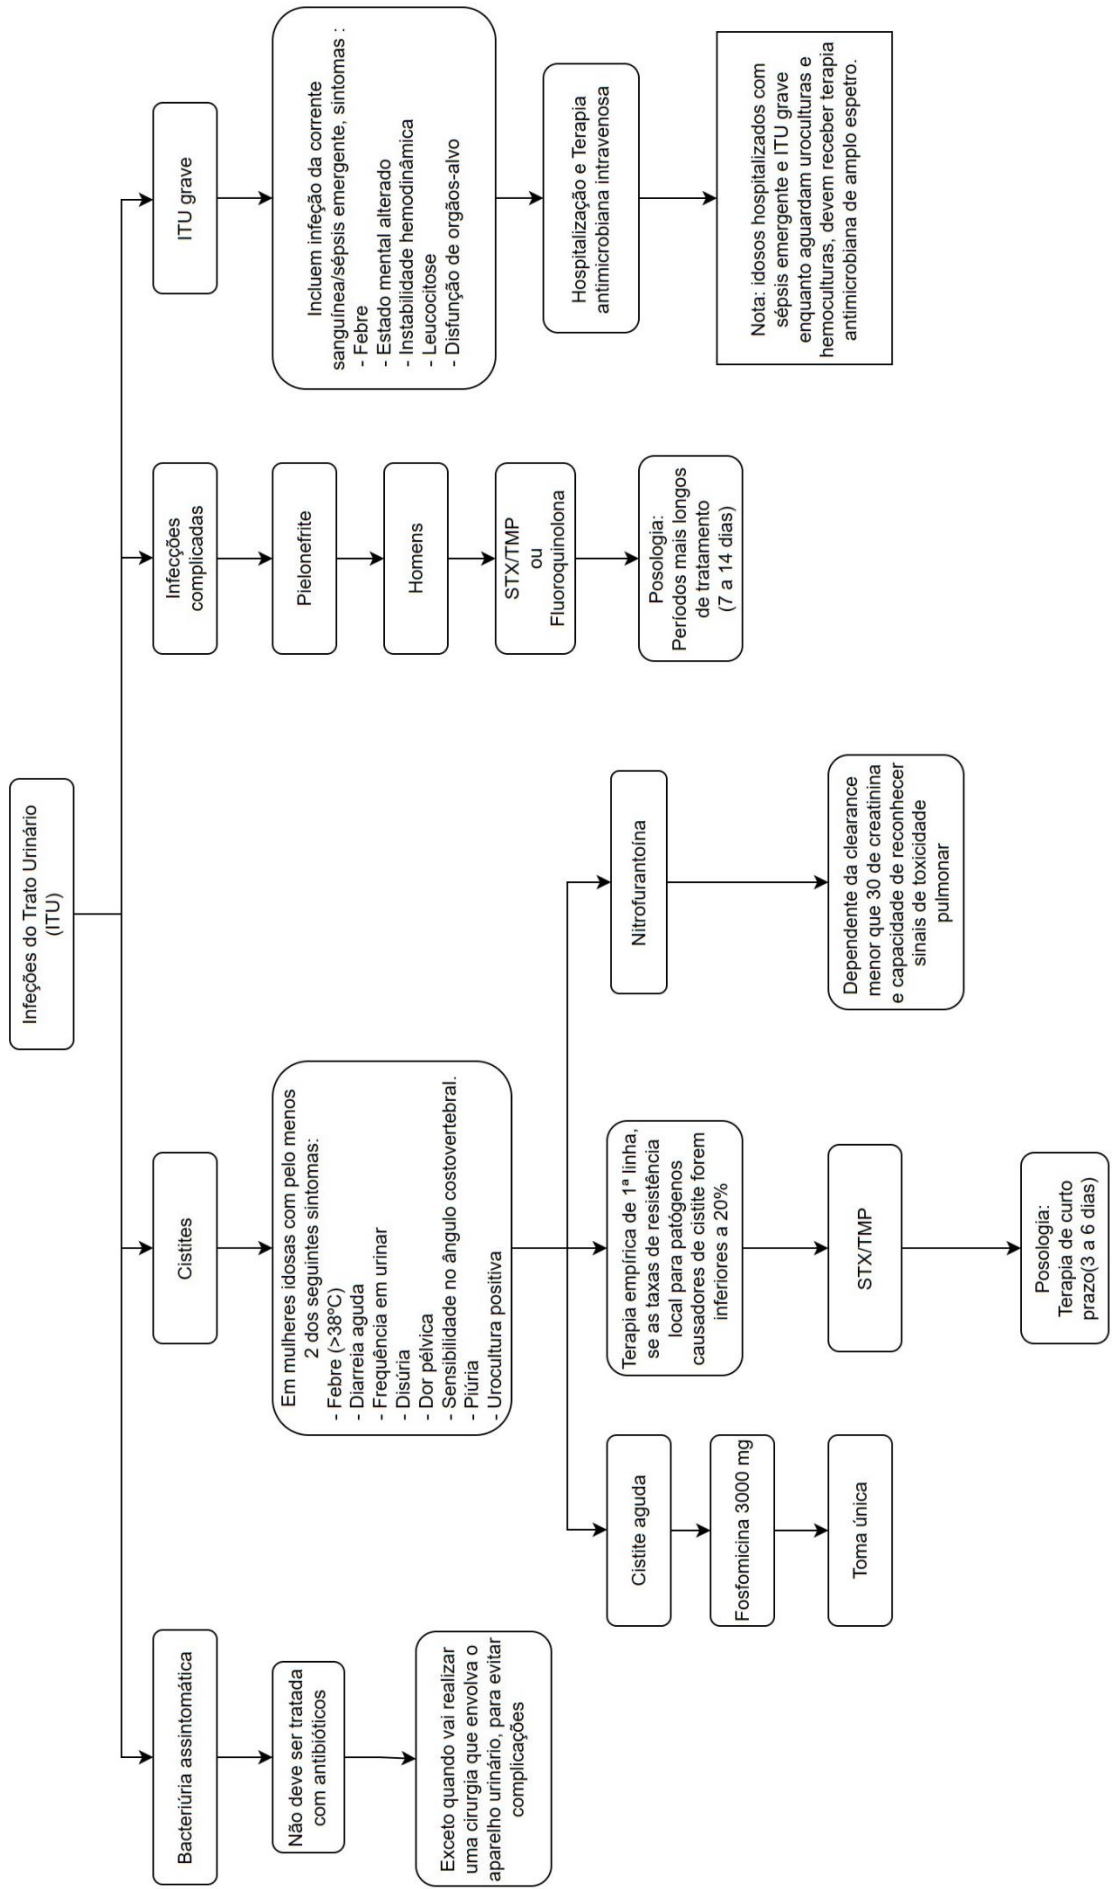 Infeções do Trato Urinário
(ITU)
Bacteriúria assintomática
Não deve ser tratada
com antibióticos
Exceto quando vai realizar
uma cirurgia que envolva o
aparelho urinário, para evitar
complicações
Cistites
Em mulheres idosas com pelo menos
2 dos seguintes sintomas:
- Febre (>38ºC)
- Diarreia aguda
- Frequência em urinar
- Disúria
- Dor pélvica
- Sensibilidade no ângulo costovertebral.
- Piúria
- Urocultura positiva
Cistite aguda
Fosfomicina 3000 mg
Toma única
Terapia empírica de 1ª linha,
se as taxas de resistência
local para patógenos
causadores de cistite forem
inferiores a 20%
STX/TMP
Posologia:
Terapia de curto
prazo(3 a 6 dias)
Nitrofurantoína
Dependente da clearance
menor que 30 de creatinina
e capacidade de reconhecer
sinais de toxicidade
pulmonar
Infecções
complicadas
Pielonefrite
Homens
STX/TMP
ou
Fluoroquinolona
Posologia:
Períodos mais longos
de tratamento
(7 a 14 dias)
ITU grave
Incluem infeção da corrente
sanguínea/sépsis emergente, sintomas :
- Febre
- Estado mental alterado
- Instabilidade hemodinâmica
- Leucocitose
- Disfunção de orgãos-alvo
Hospitalização e Terapia
antimicrobiana intravenosa
Nota: idosos hospitalizados com
sépsis emergente e ITU grave
enquanto aguardam uroculturas e
hemoculturas, devem receber terapia
antimicrobiana de amplo espetro.